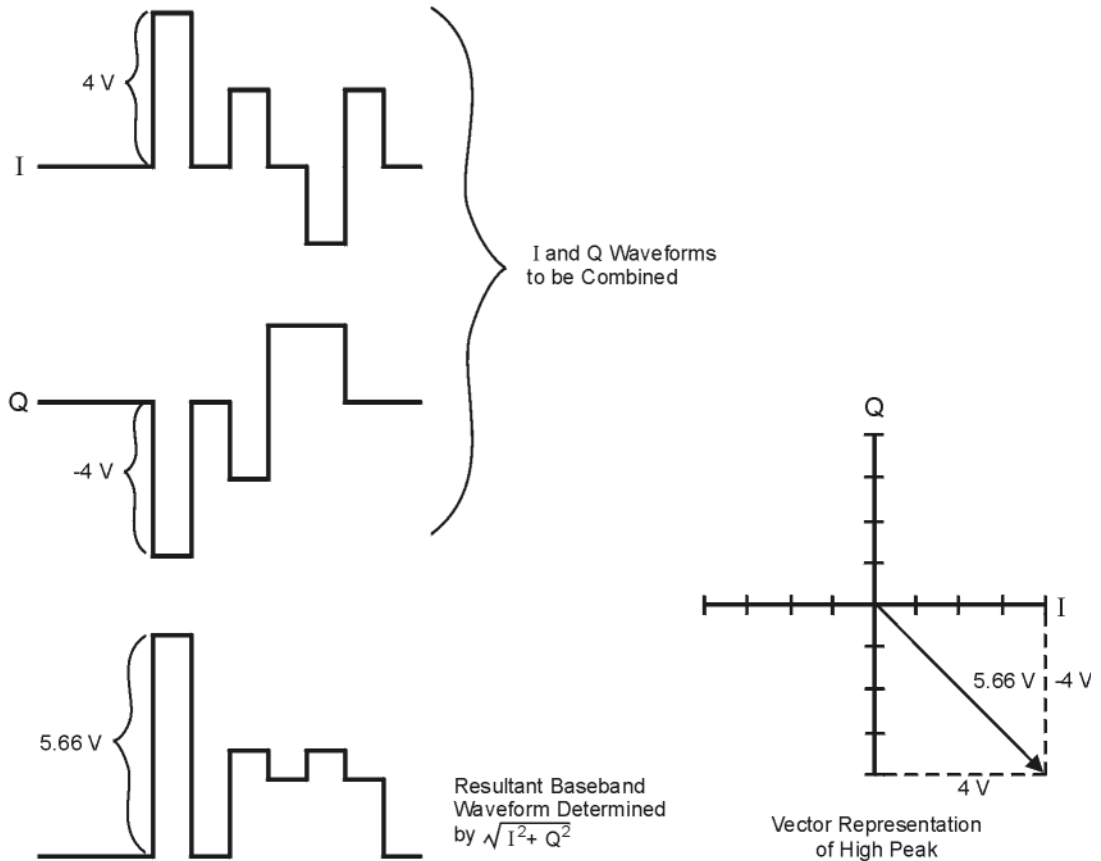 4 V
I
I and Q Waveforms
to be Combined
Q
-4 V
Q
I
5.66 V
-4 V
4 V
5.66 V
Resultant Baseband
Waveform Determined
by √I²+ Q²
Vector Representation
of High Peak